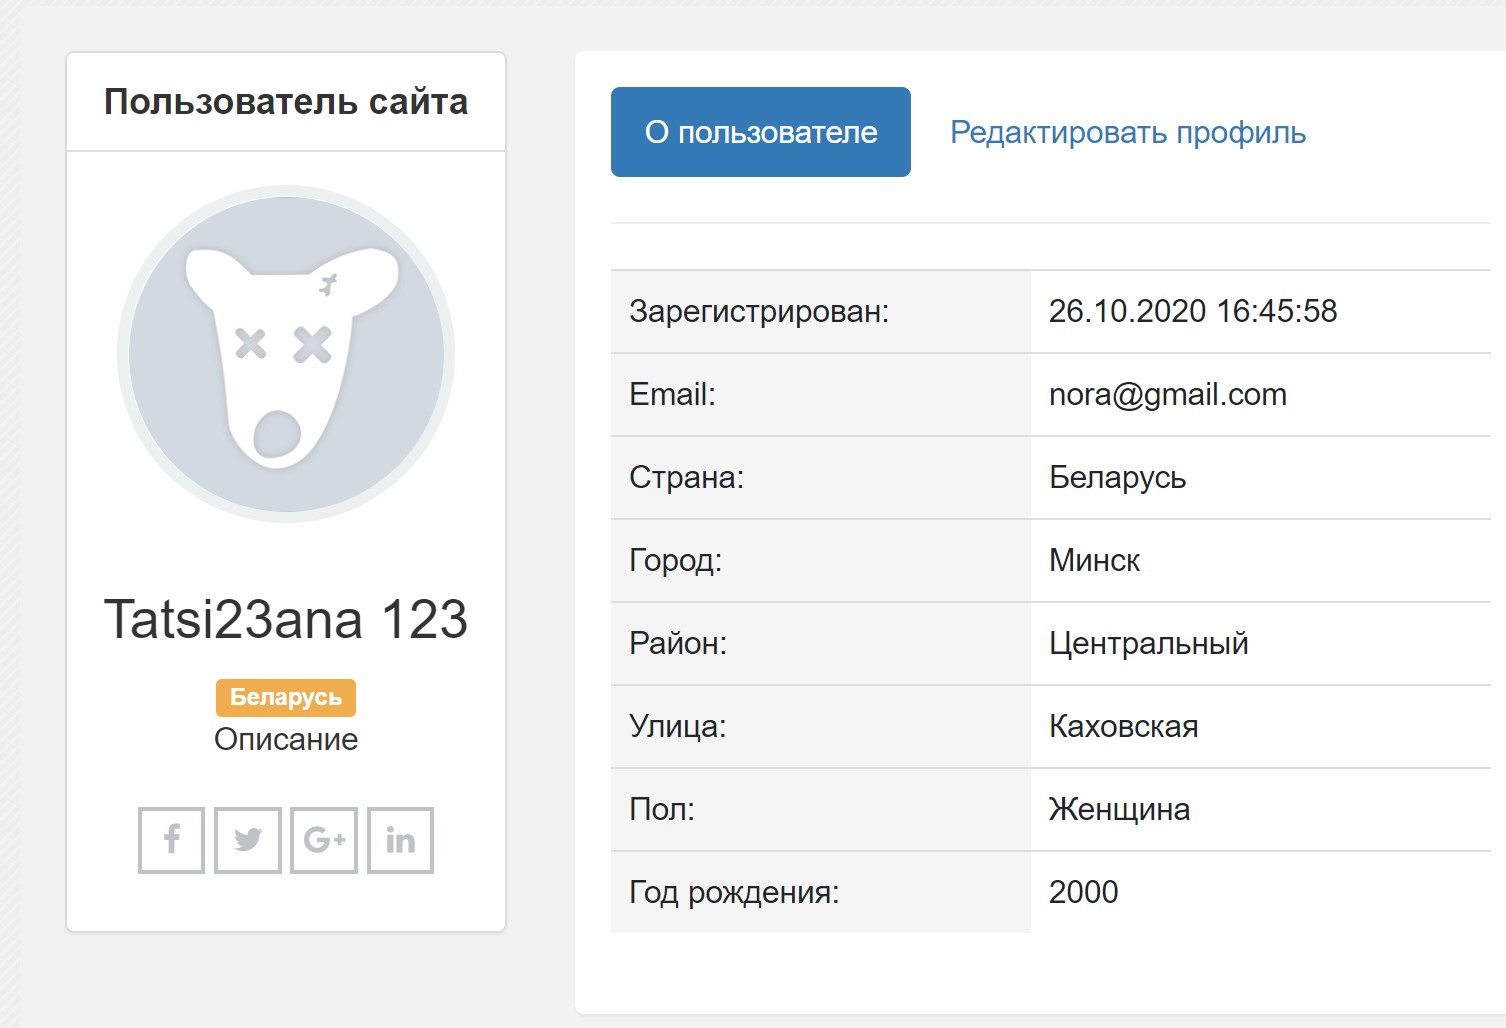 Пользователь сайта
Tatsi23ana 123
Беларусь
Описание
О пользователе
Редактировать профиль
Зарегистрирован: 26.10.2020 16:45:58
Email: nora@gmail.com
Страна: Беларусь
Город: Минск
Район: Центральный
Улица: Каховская
Пол: Женщина
Год рождения: 2000